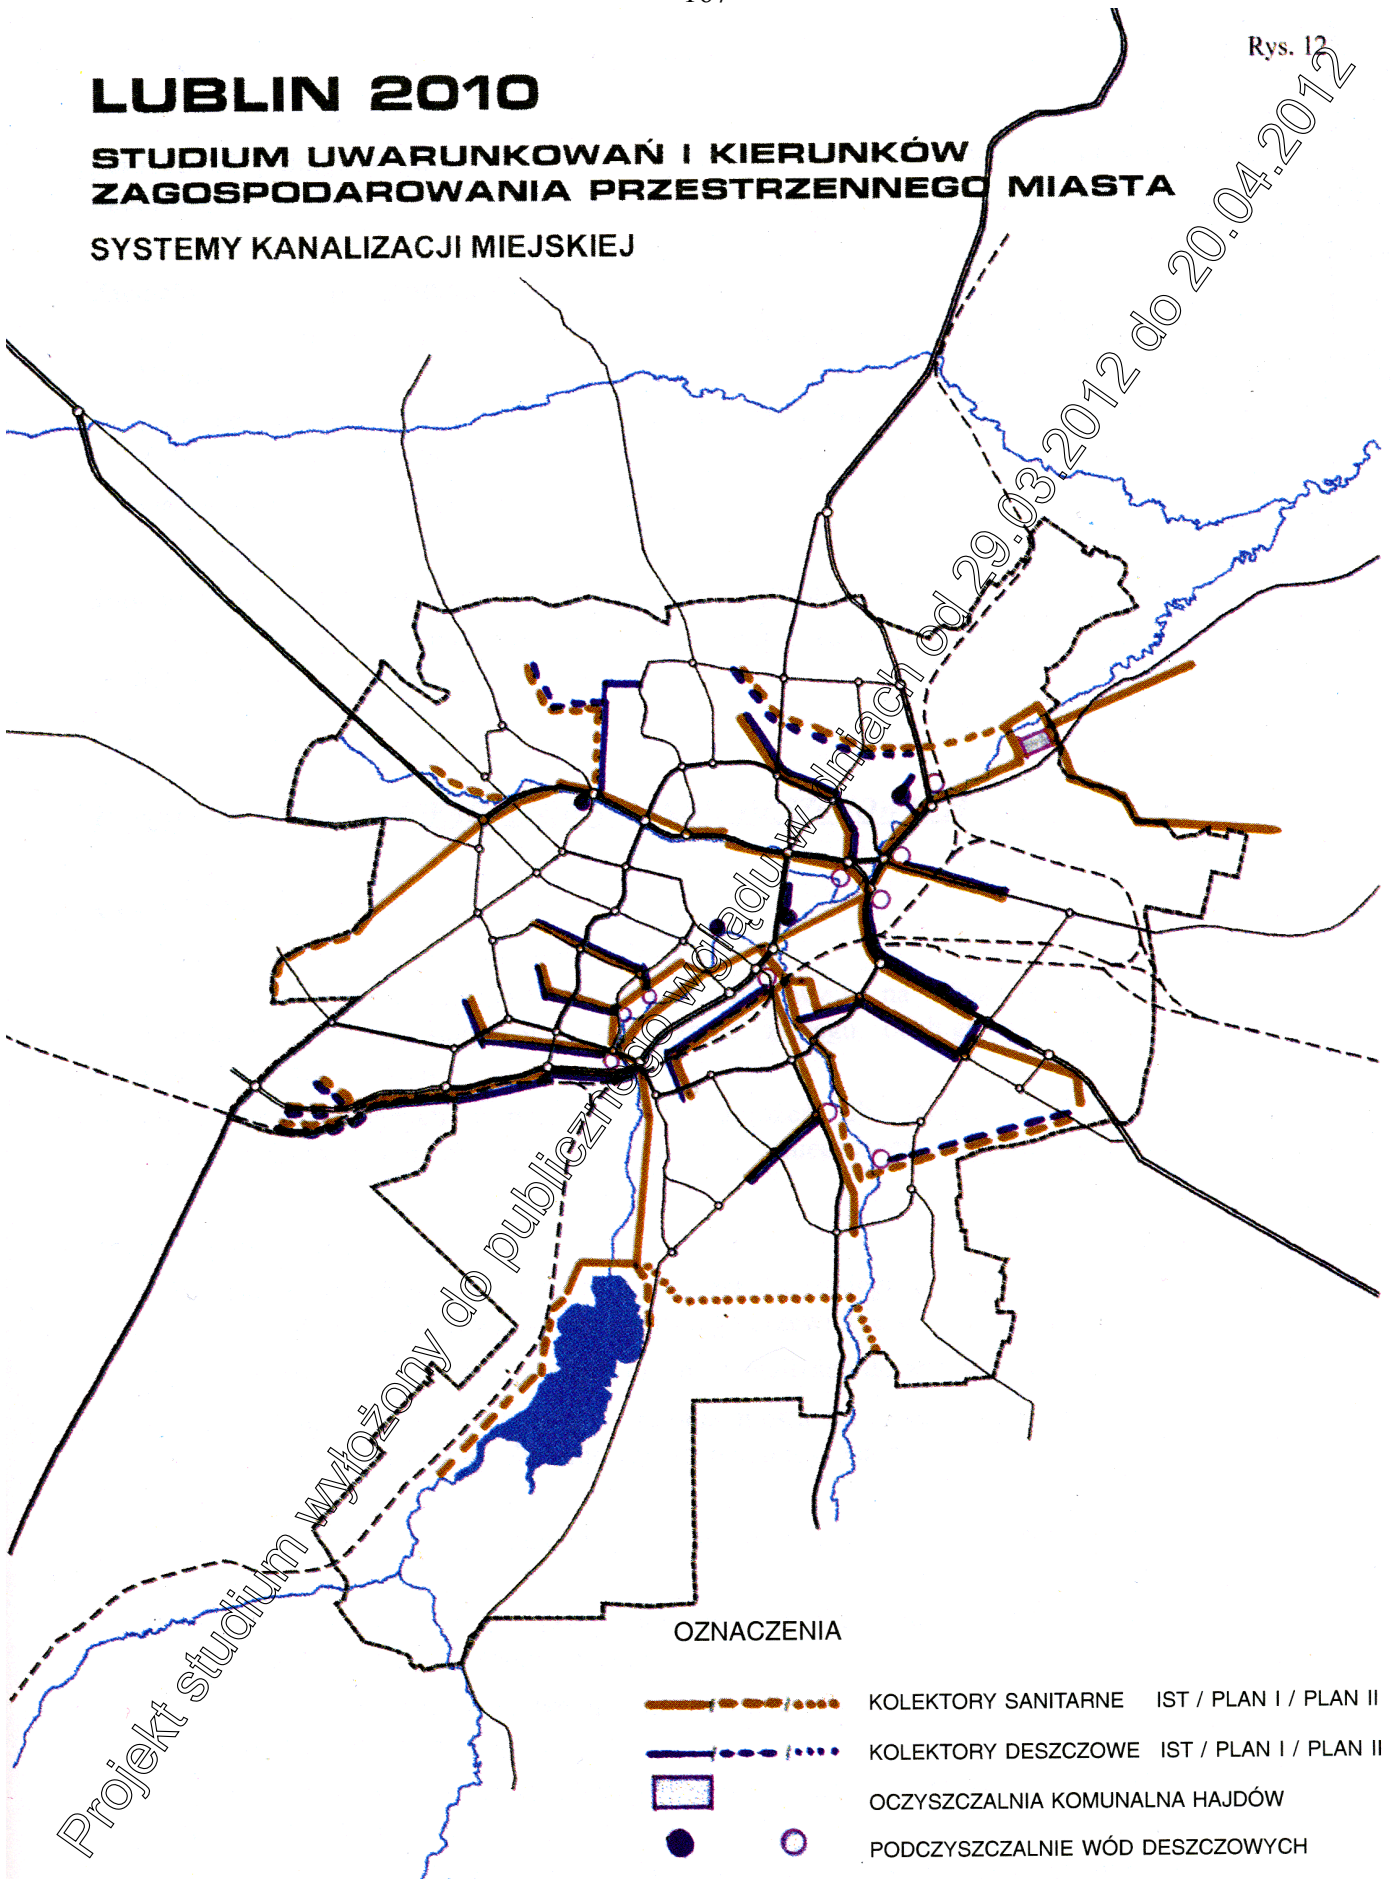 Rys. 12
LUBLIN 2010
STUDIUM UWARUNKOWAŃ I KIERUNKÓW
ZAGOSPODAROWANIA PRZESTRZENNEGO MIASTA
SYSTEMY KANALIZACJI MIEJSKIEJ
Projekt studium wyłożony do publicznego wglądu w dniach od 29.03.2012 do 20.04.2012
OZNACZENIA
KOLEKTORY SANITARNE IST / PLAN I / PLAN II
KOLEKTORY DESZCZOWE IST / PLAN I / PLAN II
OCZYSZCZALNIA KOMUNALNA HAJDÓW
PODCZYSZCZALNIE WÓD DESZCZOWYCH